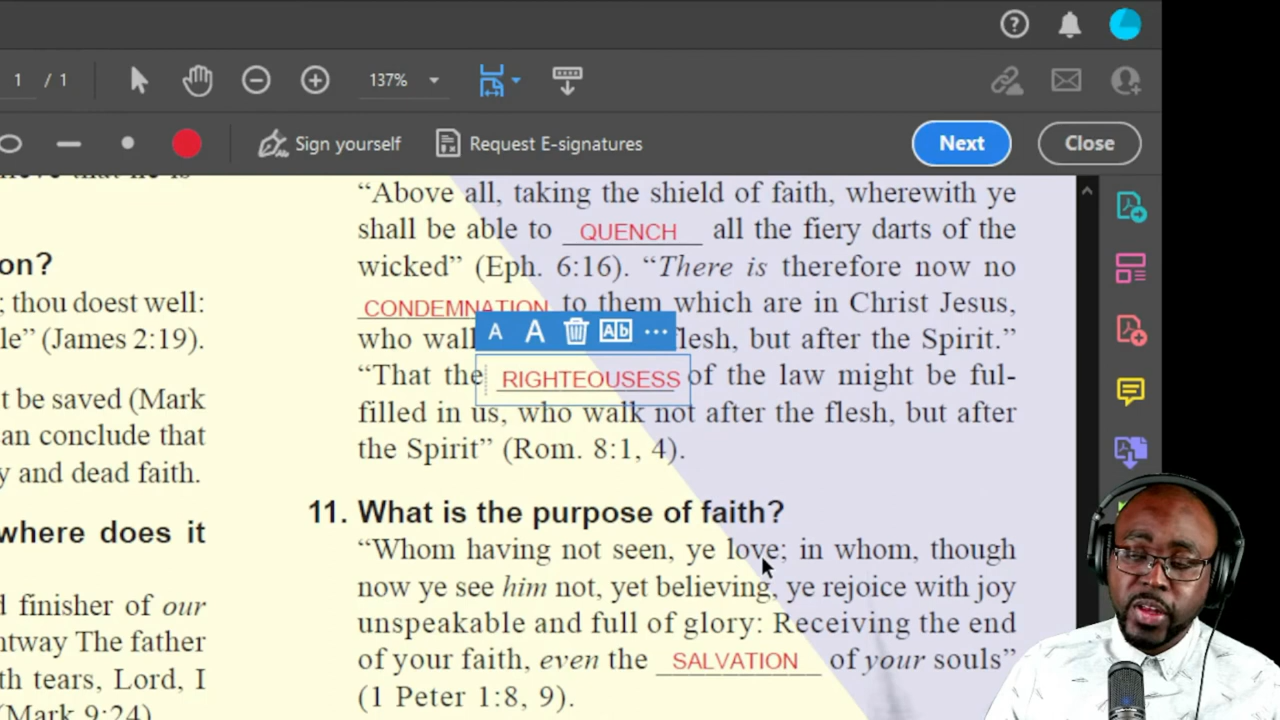 1 / 1
137%
Sign yourself
Request E-signatures
Next
Close
on?
; thou doest well:
le” (James 2:19).
t be saved (Mark
an conclude that
y and dead faith.
where does it
d finisher of our
ntway The father
th tears, Lord, I
(Mark 9:24)
“Above all, taking the shield of faith, wherewith ye
shall be able to QUENCH all the fiery darts of the
wicked” (Eph. 6:16). “There is therefore now no
CONDEMNATION to them which are in Christ Jesus,
who walk flesh, but after the Spirit.”
“That the RIGHTEOUSESS of the law might be ful-
filled in us, who walk not after the flesh, but after
the Spirit” (Rom. 8:1, 4).
11. What is the purpose of faith?
“Whom having not seen, ye love; in whom, though
now ye see him not, yet believing, ye rejoice with joy
unspeakable and full of glory: Receiving the end
of your faith, even the SALVATION of your souls”
(1 Peter 1:8, 9).
A A Ab ...